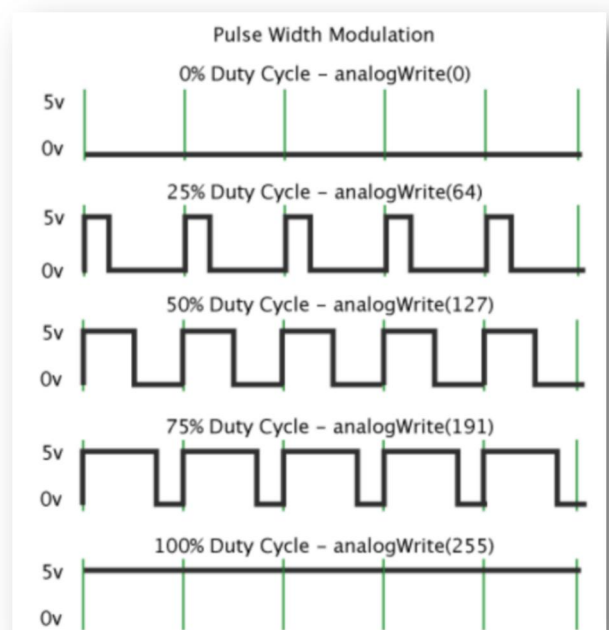 Pulse Width Modulation
0% Duty Cycle – analogWrite(0)
5v
0v
25% Duty Cycle – analogWrite(64)
5v
0v
50% Duty Cycle – analogWrite(127)
5v
0v
75% Duty Cycle – analogWrite(191)
5v
0v
100% Duty Cycle – analogWrite(255)
5v
0v